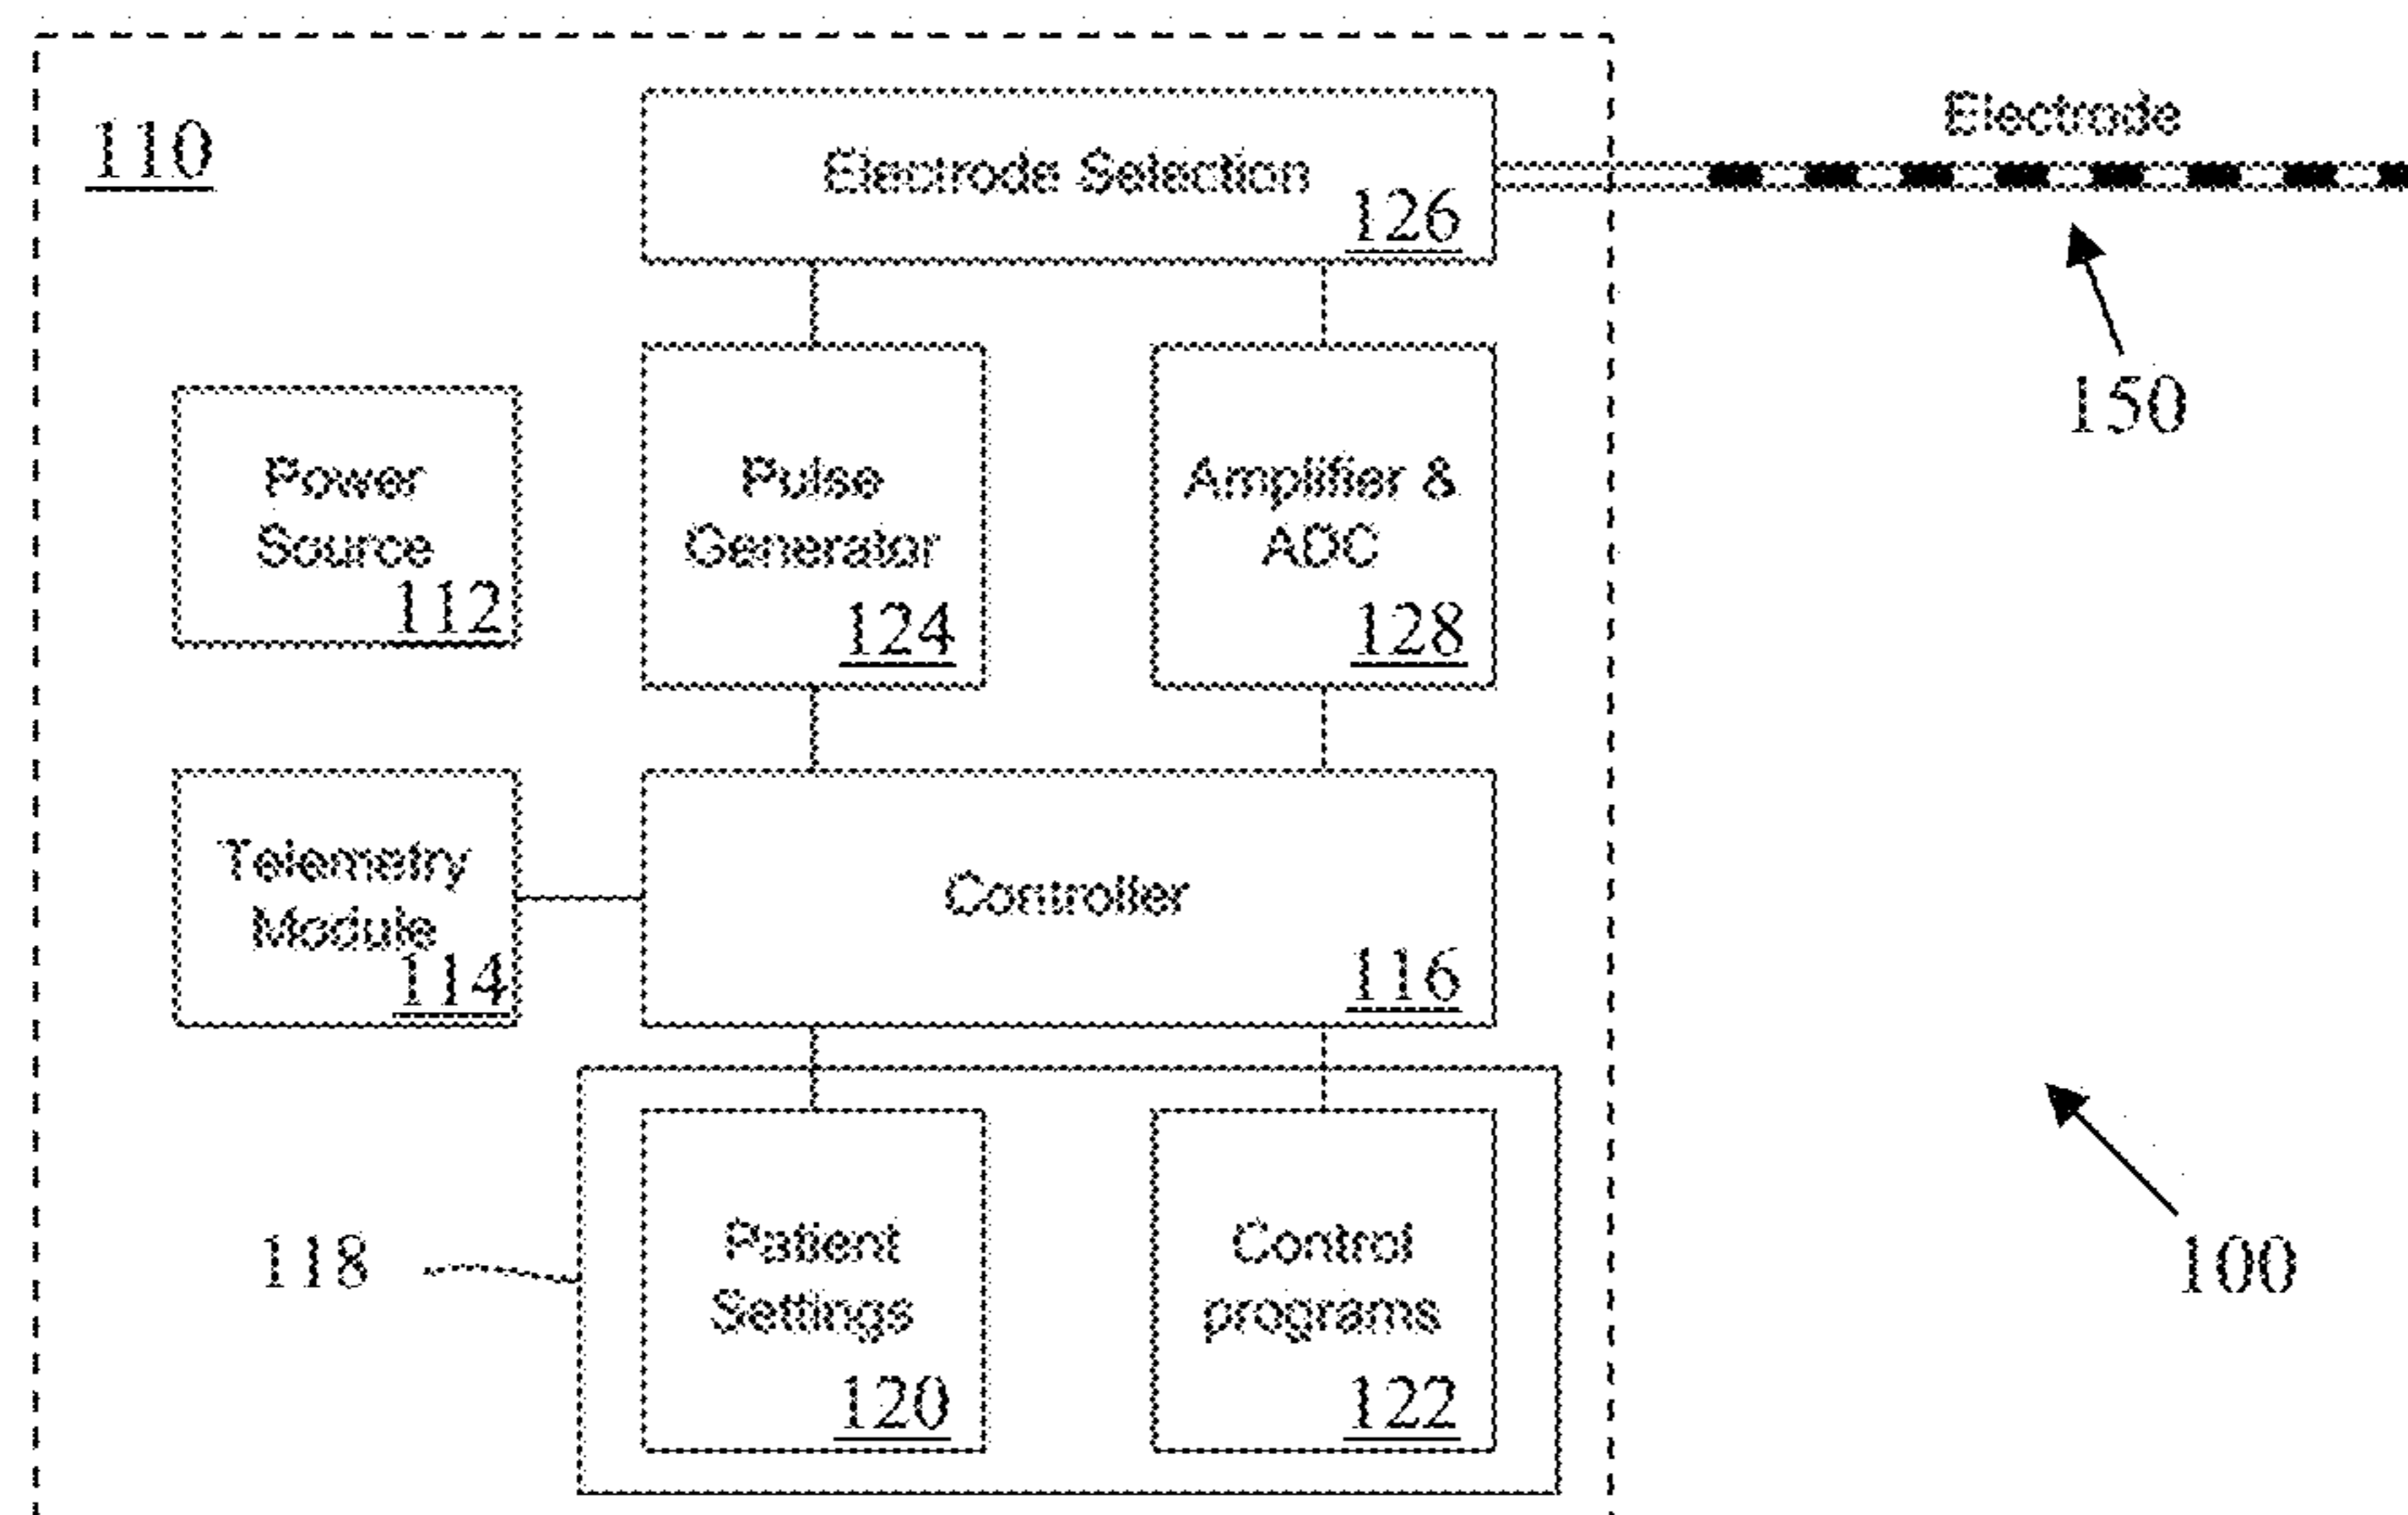 110
Electrode Selection
126
Electrode
150
Power
Source
112
Pulse
Generator
124
Amplifier &
ADC
128
Telemetry
Module
114
Controller
116
118
Patient
Settings
120
Control
programs
122
100